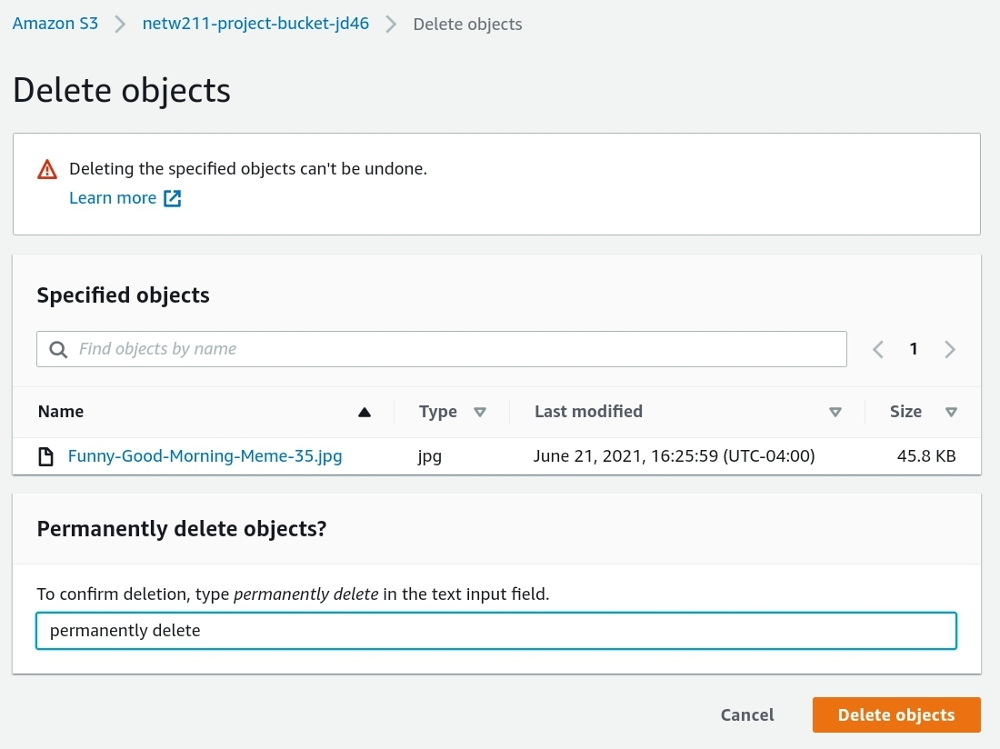 Amazon S3 > netw211-project-bucket-jd46 > Delete objects
Delete objects
Deleting the specified objects can't be undone.
Learn more
Specified objects
Find objects by name
1
Name Type Last modified Size
Funny-Good-Morning-Meme-35.jpg jpg June 21, 2021, 16:25:59 (UTC-04:00) 45.8 KB
Permanently delete objects?
To confirm deletion, type permanently delete in the text input field.
permanently delete
Cancel Delete objects